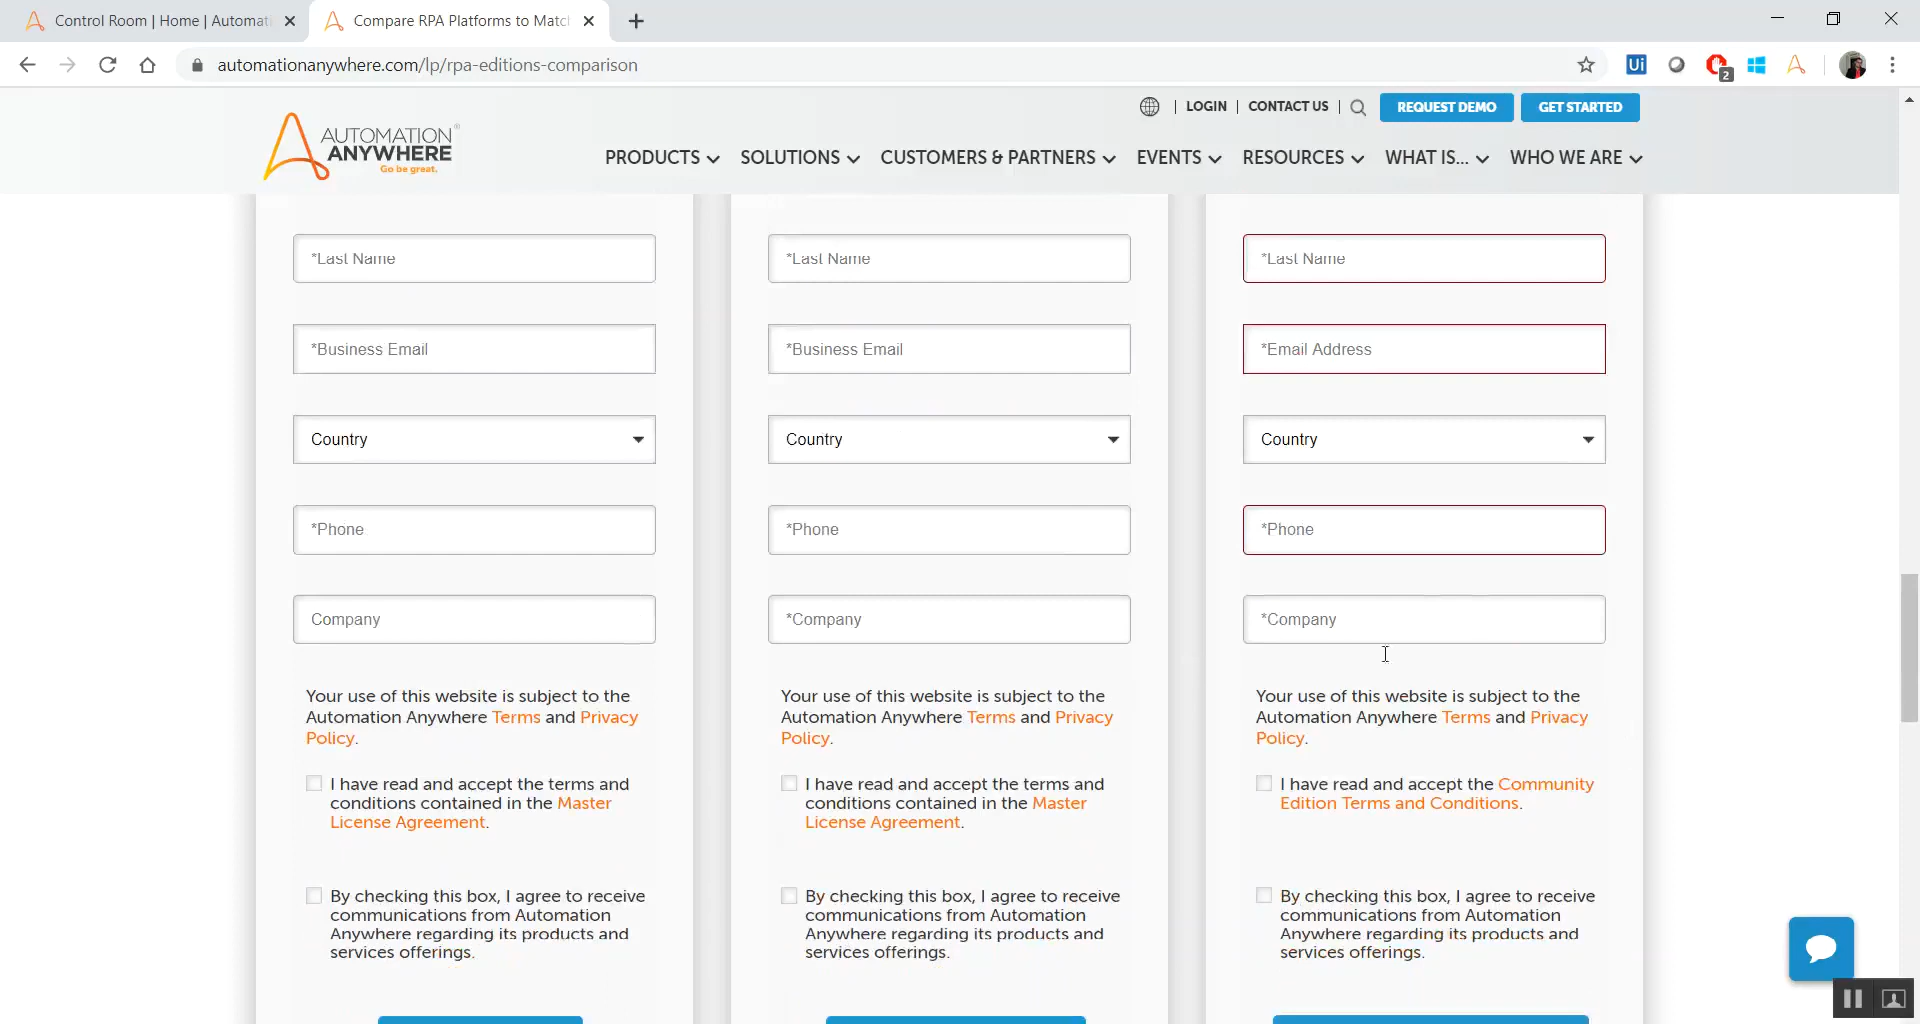 Control Room | Home | Automati
Compare RPA Platforms to Matc
automationanywhere.com/lp/rpa-editions-comparison
Ui
2
LOGIN | CONTACT US | REQUEST DEMO GET STARTED
AUTOMATION ANYWHERE
Go be great.
PRODUCTS SOLUTIONS CUSTOMERS & PARTNERS EVENTS RESOURCES WHAT IS... WHO WE ARE
*Last Name
*Business Email
Country
*Phone
Company
Your use of this website is subject to the
Automation Anywhere Terms and Privacy
Policy.
I have read and accept the terms and
conditions contained in the Master
License Agreement.
By checking this box, I agree to receive
communications from Automation
Anywhere regarding its products and
services offerings.
*Last Name
*Business Email
Country
*Phone
*Company
Your use of this website is subject to the
Automation Anywhere Terms and Privacy
Policy.
I have read and accept the terms and
conditions contained in the Master
License Agreement.
By checking this box, I agree to receive
communications from Automation
Anywhere regarding its products and
services offerings.
*Last Name
*Email Address
Country
*Phone
*Company
Your use of this website is subject to the
Automation Anywhere Terms and Privacy
Policy.
I have read and accept the Community
Edition Terms and Conditions.
By checking this box, I agree to receive
communications from Automation
Anywhere regarding its products and
services offerings.